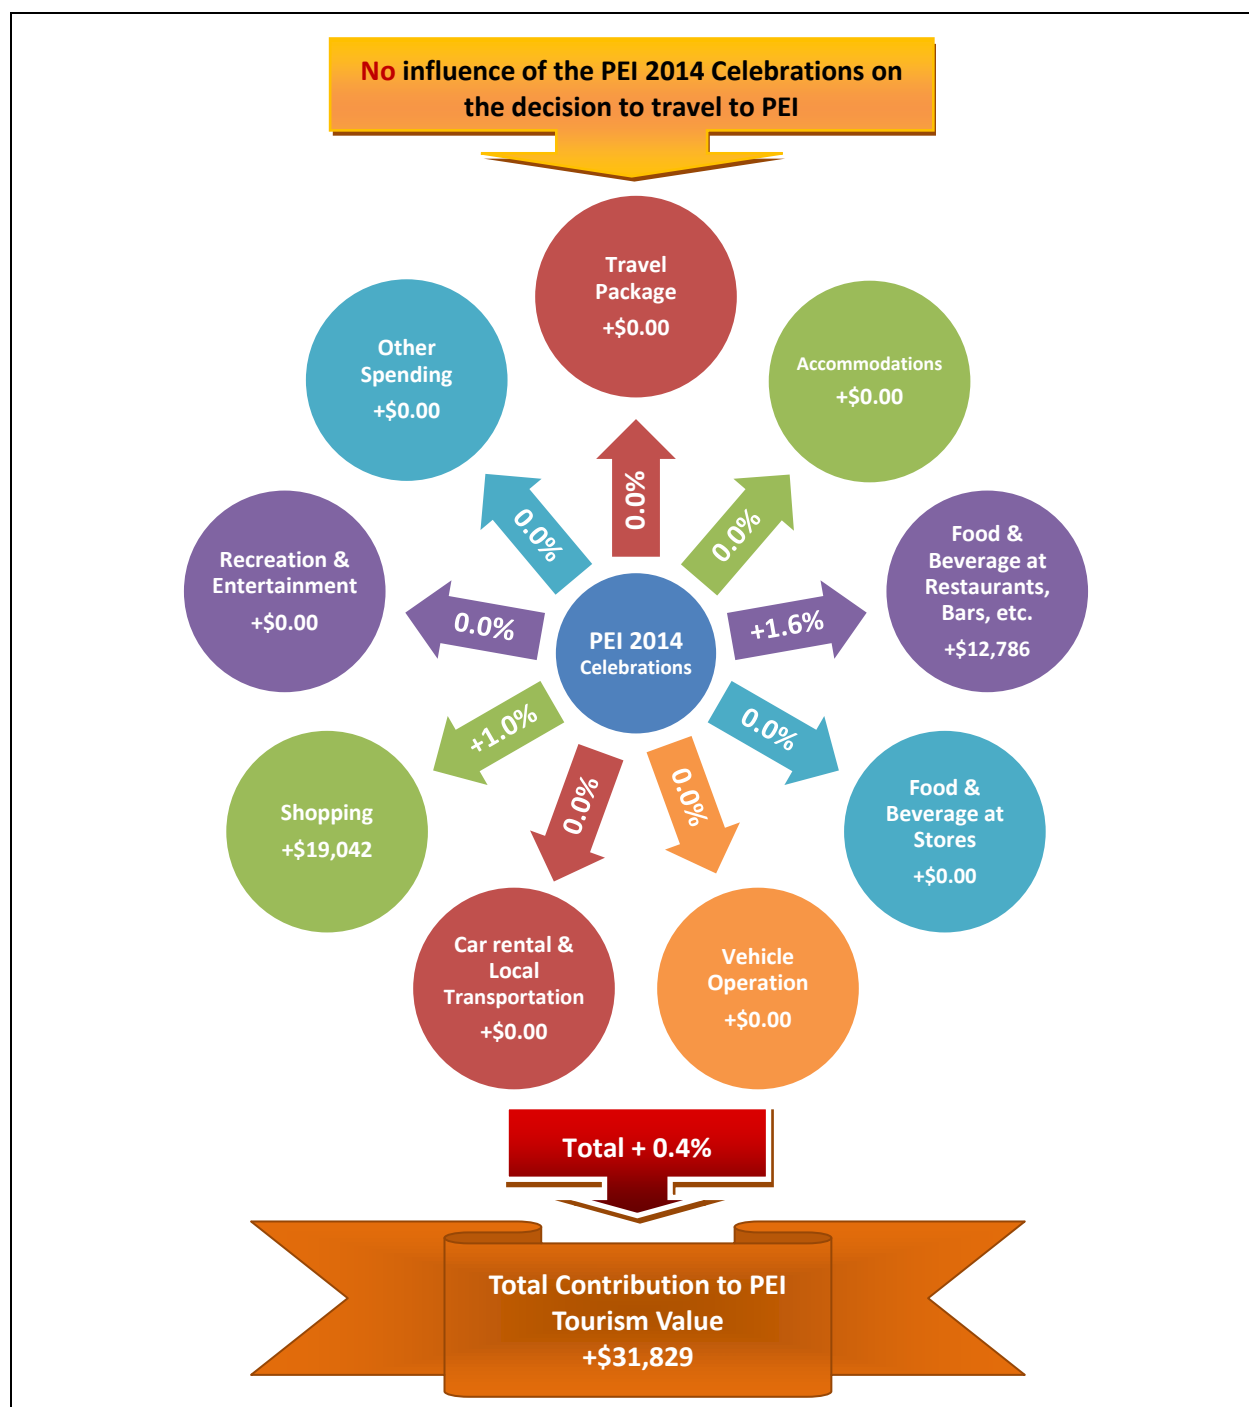 No influence of the PEI 2014 Celebrations on
the decision to travel to PEI
Travel
Package
+$0.00
0.0%
Accommodations
+$0.00
0.0%
Food &
Beverage at
Restaurants,
Bars, etc.
+$12,786
+1.6%
Food &
Beverage at
Stores
+$0.00
0.0%
Vehicle
Operation
+$0.00
0.0%
Car rental &
Local
Transportation
+$0.00
0.0%
Shopping
+$19,042
+1.0%
Recreation &
Entertainment
+$0.00
0.0%
Other
Spending
+$0.00
0.0%
PEI 2014
Celebrations
Total + 0.4%
Total Contribution to PEI
Tourism Value
+$31,829